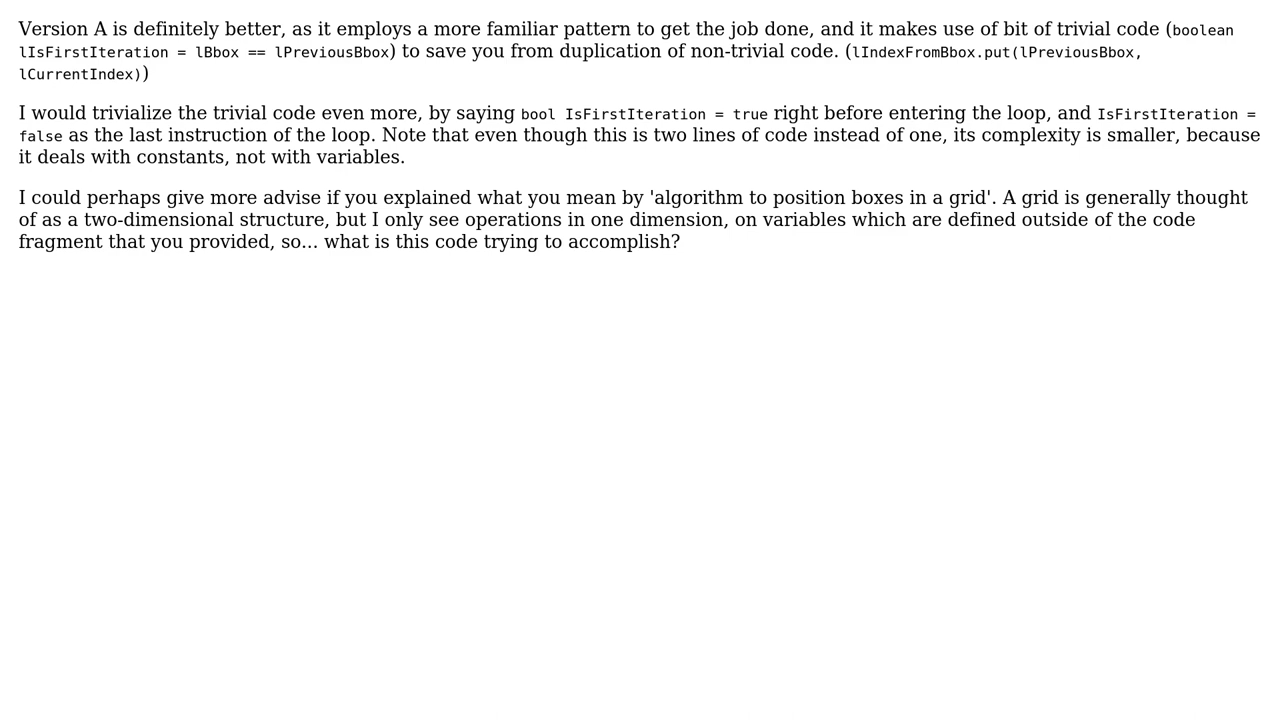 Version A is definitely better, as it employs a more familiar pattern to get the job done, and it makes use of bit of trivial code (boolean
lIsFirstIteration = lBbox == lPreviousBbox) to save you from duplication of non-trivial code. (lIndexFromBbox.put(lPreviousBbox,
lCurrentIndex))
I would trivialize the trivial code even more, by saying bool IsFirstIteration = true right before entering the loop, and IsFirstIteration =
false as the last instruction of the loop. Note that even though this is two lines of code instead of one, its complexity is smaller, because
it deals with constants, not with variables.
I could perhaps give more advise if you explained what you mean by 'algorithm to position boxes in a grid'. A grid is generally thought
of as a two-dimensional structure, but I only see operations in one dimension, on variables which are defined outside of the code
fragment that you provided, so... what is this code trying to accomplish?